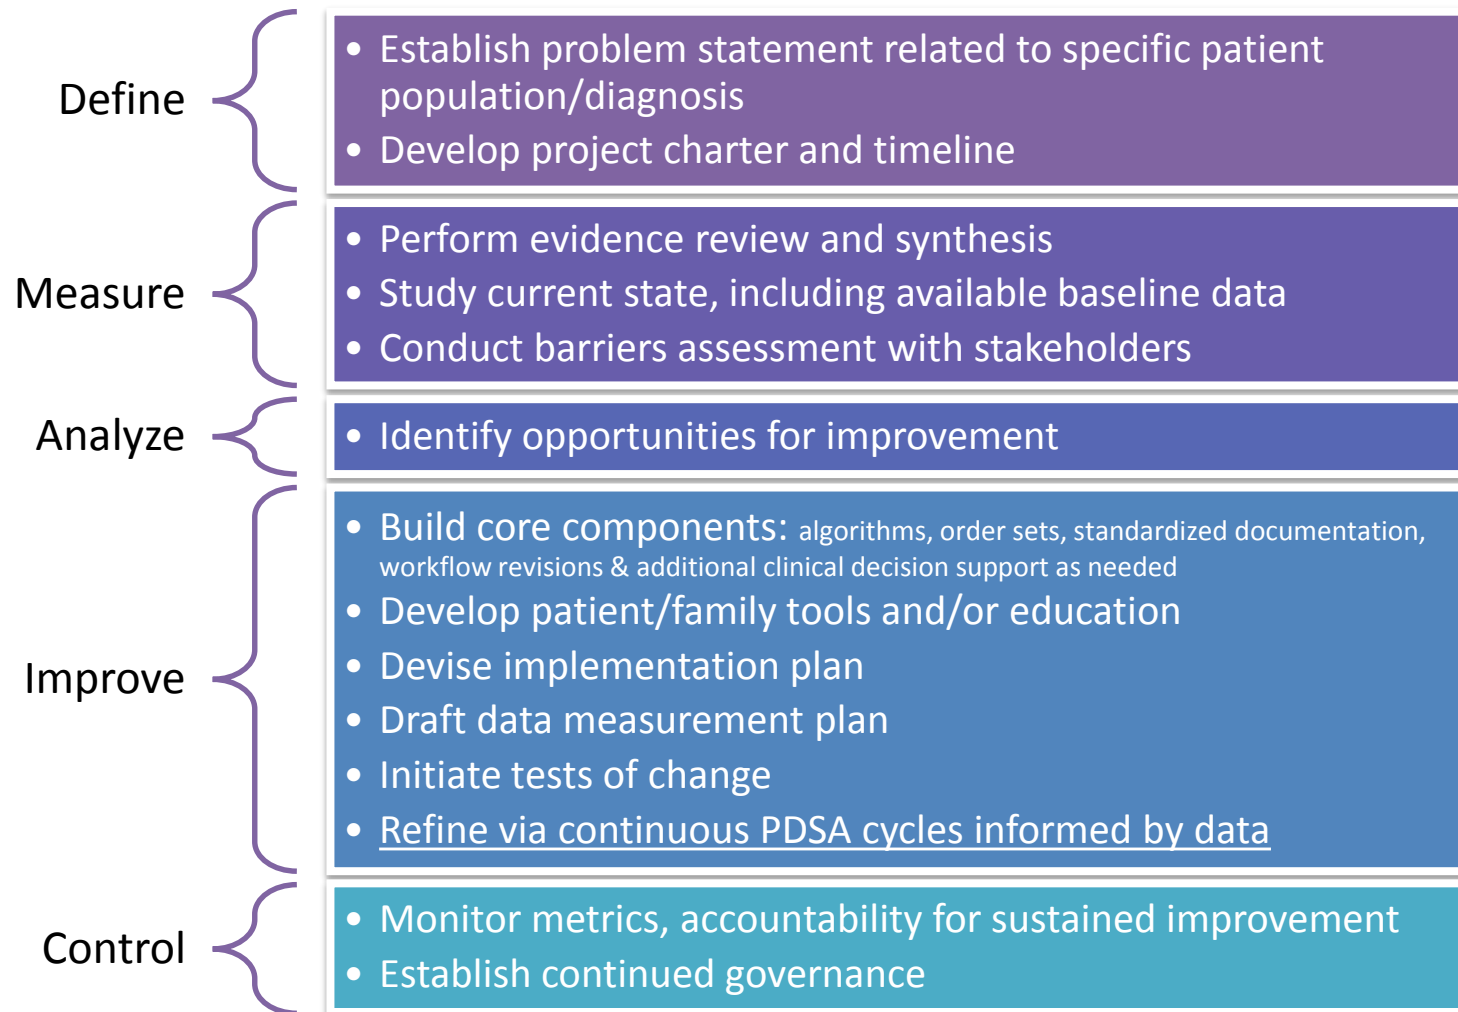 Define
• Establish problem statement related to specific patient
population/diagnosis
• Develop project charter and timeline
Measure
• Perform evidence review and synthesis
• Study current state, including available baseline data
• Conduct barriers assessment with stakeholders
Analyze
• Identify opportunities for improvement
Improve
• Build core components: algorithms, order sets, standardized documentation,
workflow revisions & additional clinical decision support as needed
• Develop patient/family tools and/or education
• Devise implementation plan
• Draft data measurement plan
• Initiate tests of change
• Refine via continuous PDSA cycles informed by data
Control
• Monitor metrics, accountability for sustained improvement
• Establish continued governance